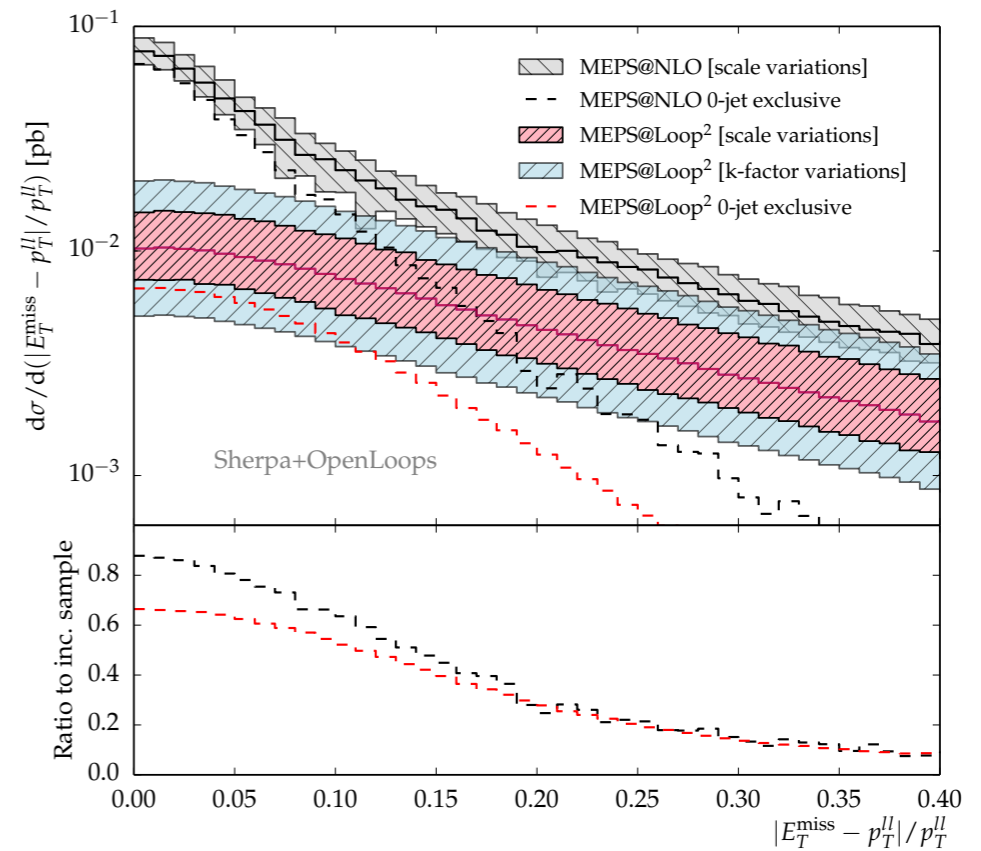 10⁻¹
10⁻²
10⁻³
dσ/d(|E_T^miss − p_T^ll|/p_T^ll) [pb]
MEPS@NLO [scale variations]
MEPS@NLO 0-jet exclusive
MEPS@Loop² [scale variations]
MEPS@Loop² [k-factor variations]
MEPS@Loop² 0-jet exclusive
Sherpa+OpenLoops
Ratio to inc. sample
0.8
0.6
0.4
0.2
0.0
0.00 0.05 0.10 0.15 0.20 0.25 0.30 0.35 0.40
|E_T^miss − p_T^ll|/p_T^ll